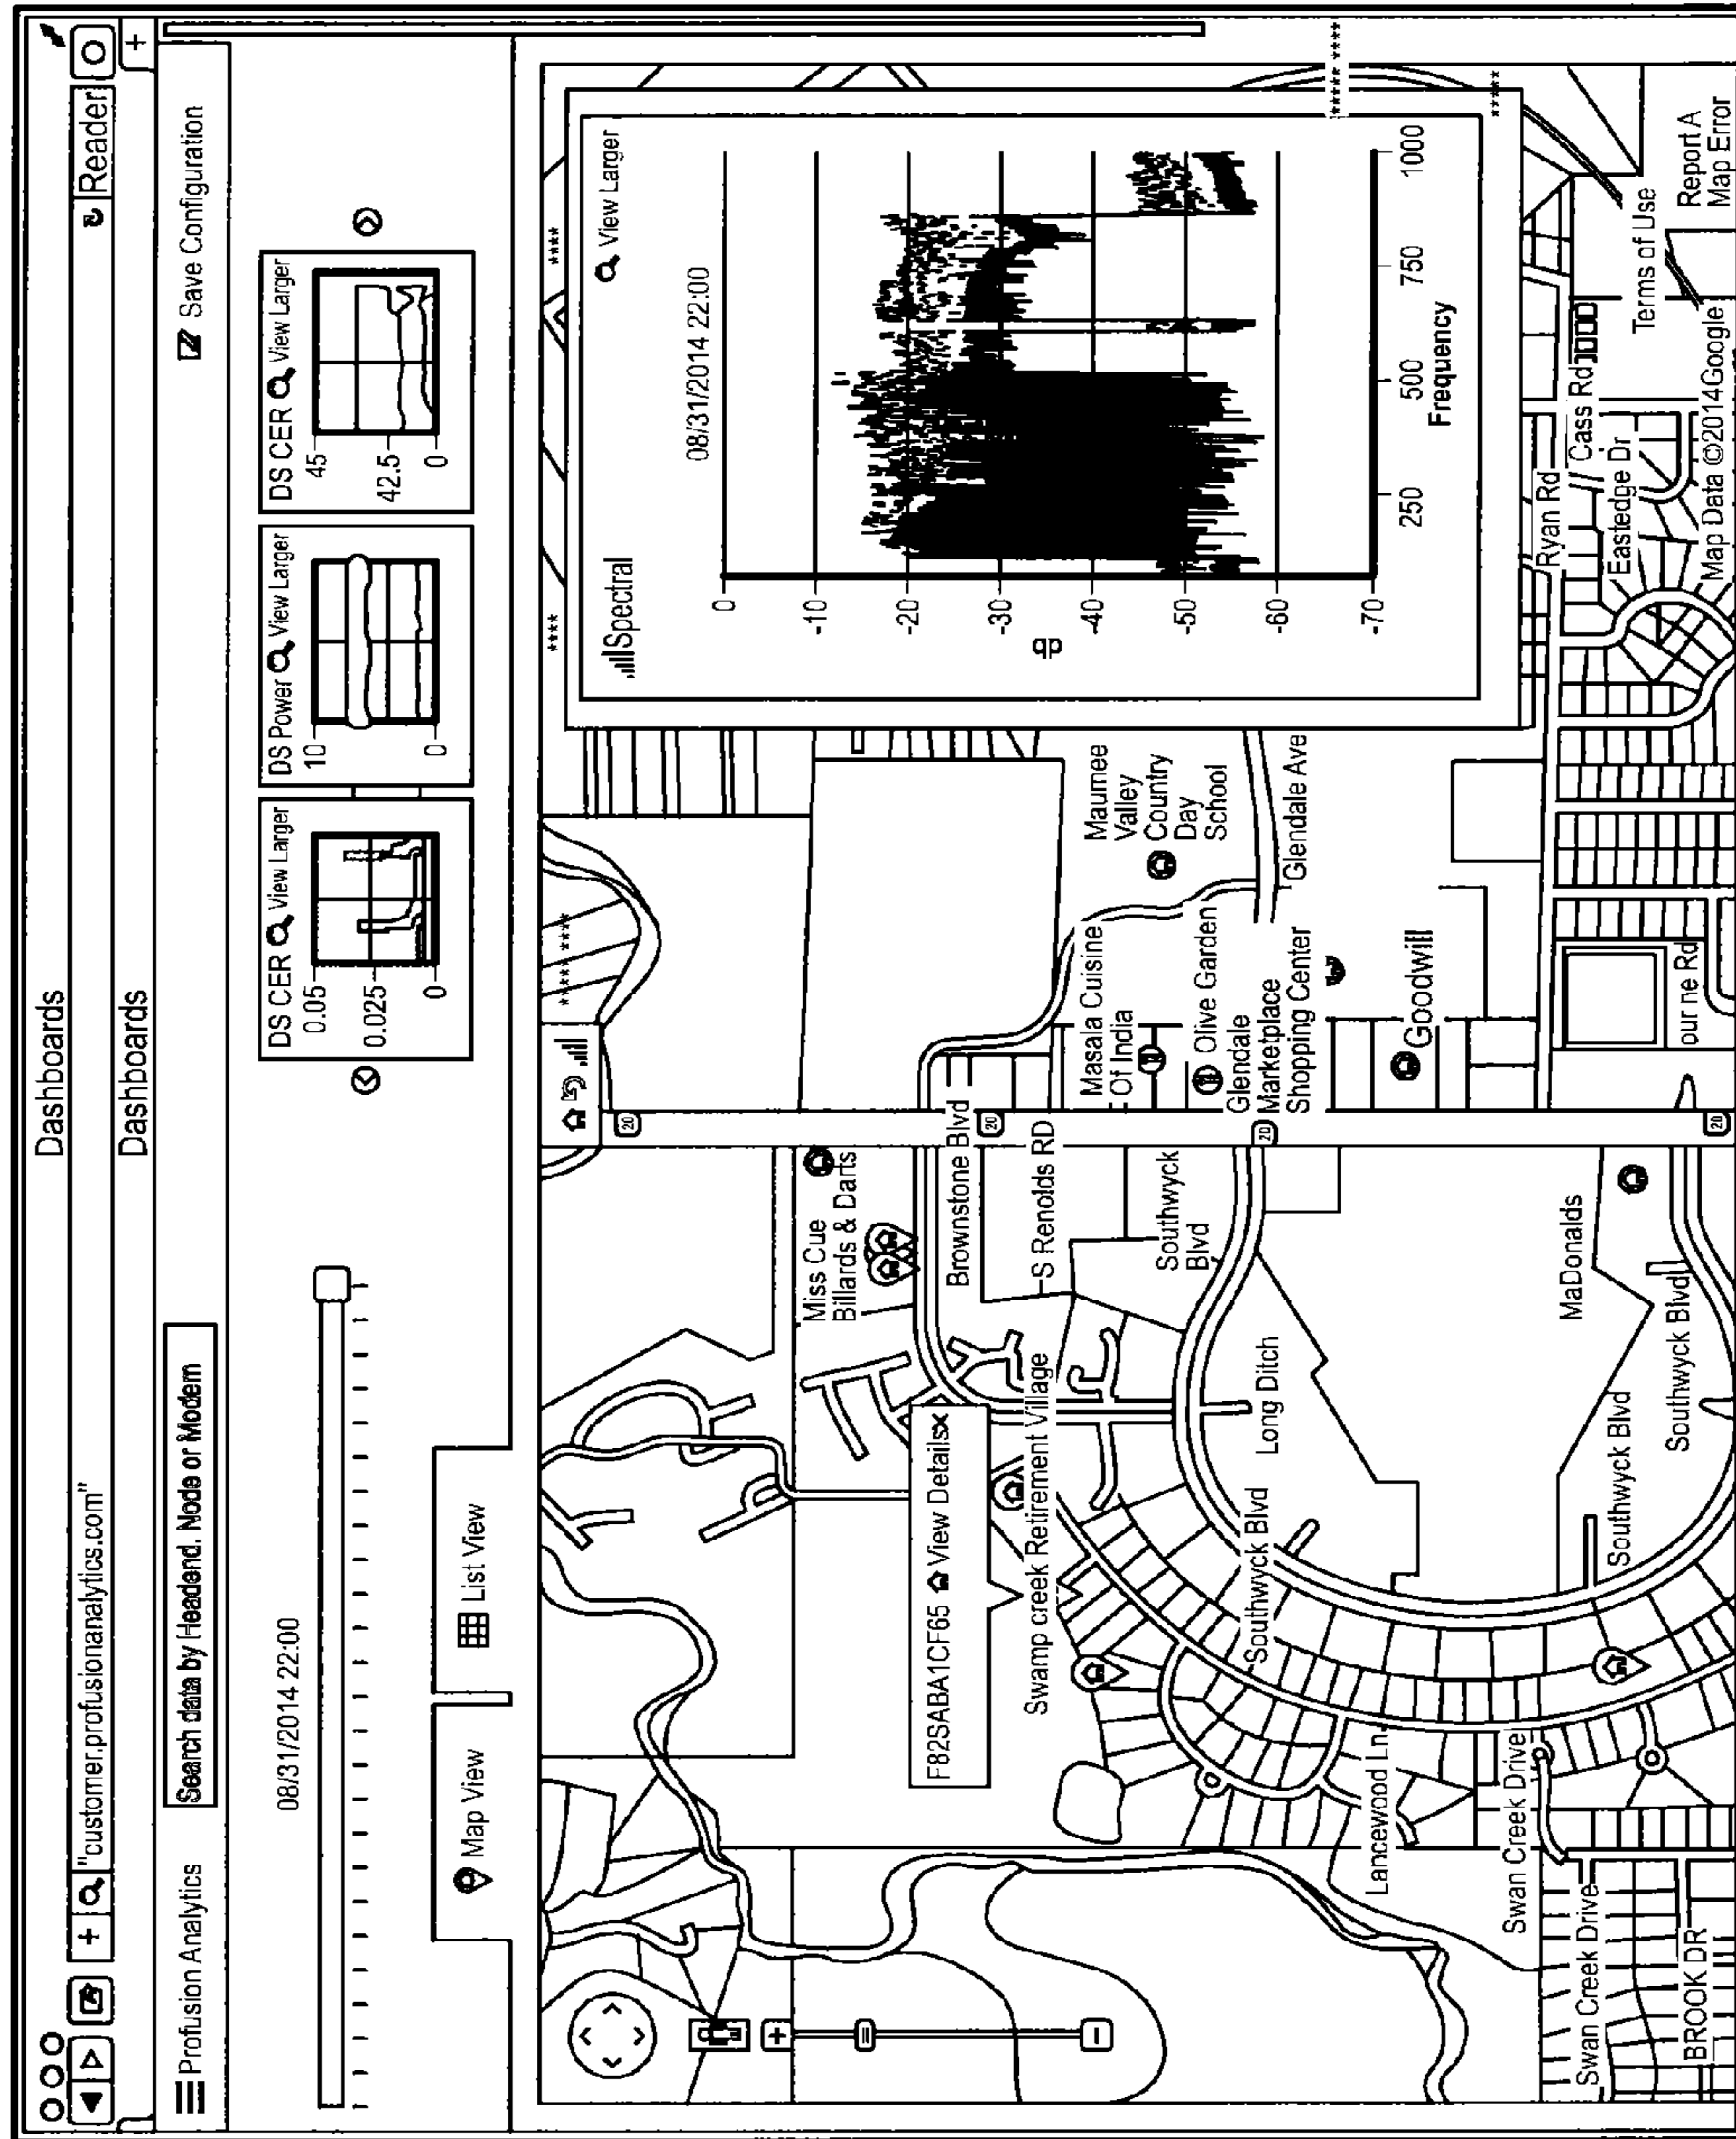 Dashboards
"customer.profusionanalytics.com"
Reader
Dashboards
Profusion Analytics
Search data by Headend, Node or Modem
Save Configuration
08/31/2014 22:00
DS CER View Larger
0.05
0.025
0
DS Power View Larger
10
0
DS CER View Larger
45
42.5
0
Map View
List View
Spectral
View Larger
08/31/2014 22:00
0
-10
-20
-30
-40
-50
-60
-70
db
250
500
750
1000
Frequency
20
Miss Cue
Billards & Darts
Brownstone Blvd
20
F82SABA1CF65 View Details×
Swamp creek Retirement Village
S Renolds RD
Masala Cuisine
Of India
Maumee
Valley
Country
Day
School
Southwyck
Blvd
Olive Garden
Glendale
Marketplace
Shopping Center
20
Glendale Ave
Southwyck Blvd
Long Ditch
Goodwill
Lancewood Ln
Swan Creek Drive
MaDonalds
Ryan Rd
Cass Rd
Swan Creek Drive
Southwyck Blvd
Eastedge Dr
Terms of Use
BROOK DR
Southwyck Blvd
20
our ne Rd
Map Data ©2014Google
Report A
Map Error